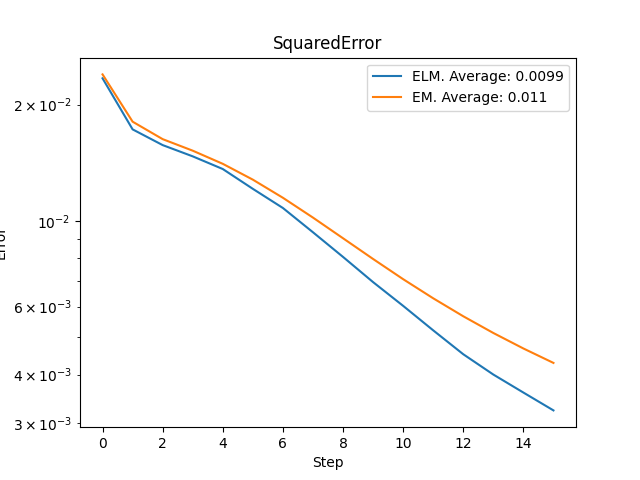 SquaredError
ELM. Average: 0.0099
EM. Average: 0.011
2 × 10⁻²
10⁻²
6 × 10⁻³
4 × 10⁻³
3 × 10⁻³
0 2 4 6 8 10 12 14
Step